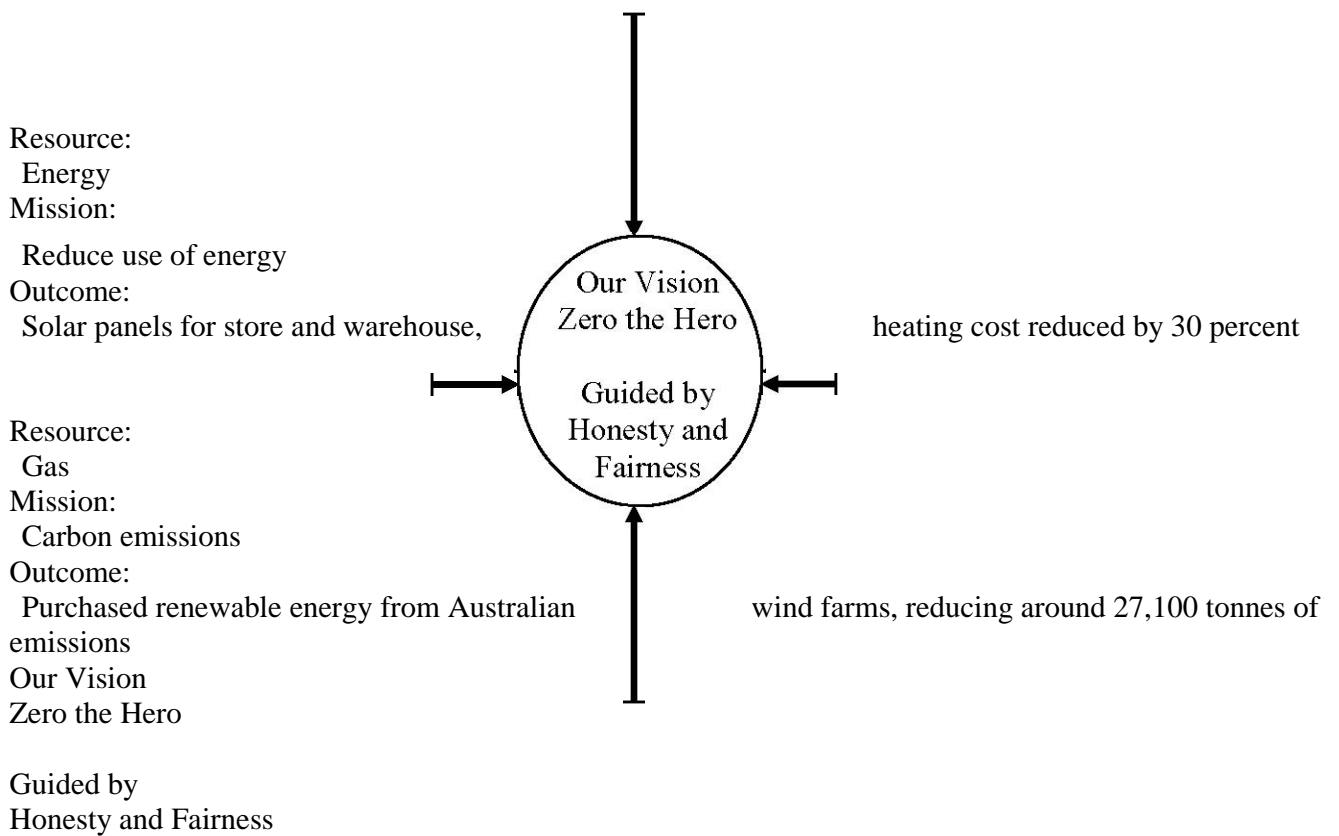 Resource:
Energy
Mission:
Reduce use of energy
Outcome:
Solar panels for store and warehouse, heating cost reduced by 30 percent
Our Vision
Zero the Hero
Guided by
Honesty and
Fairness
Resource:
Gas
Mission:
Carbon emissions
Outcome:
Purchased renewable energy from Australian wind farms, reducing around 27,100 tonnes of
emissions
Our Vision
Zero the Hero
Guided by
Honesty and Fairness